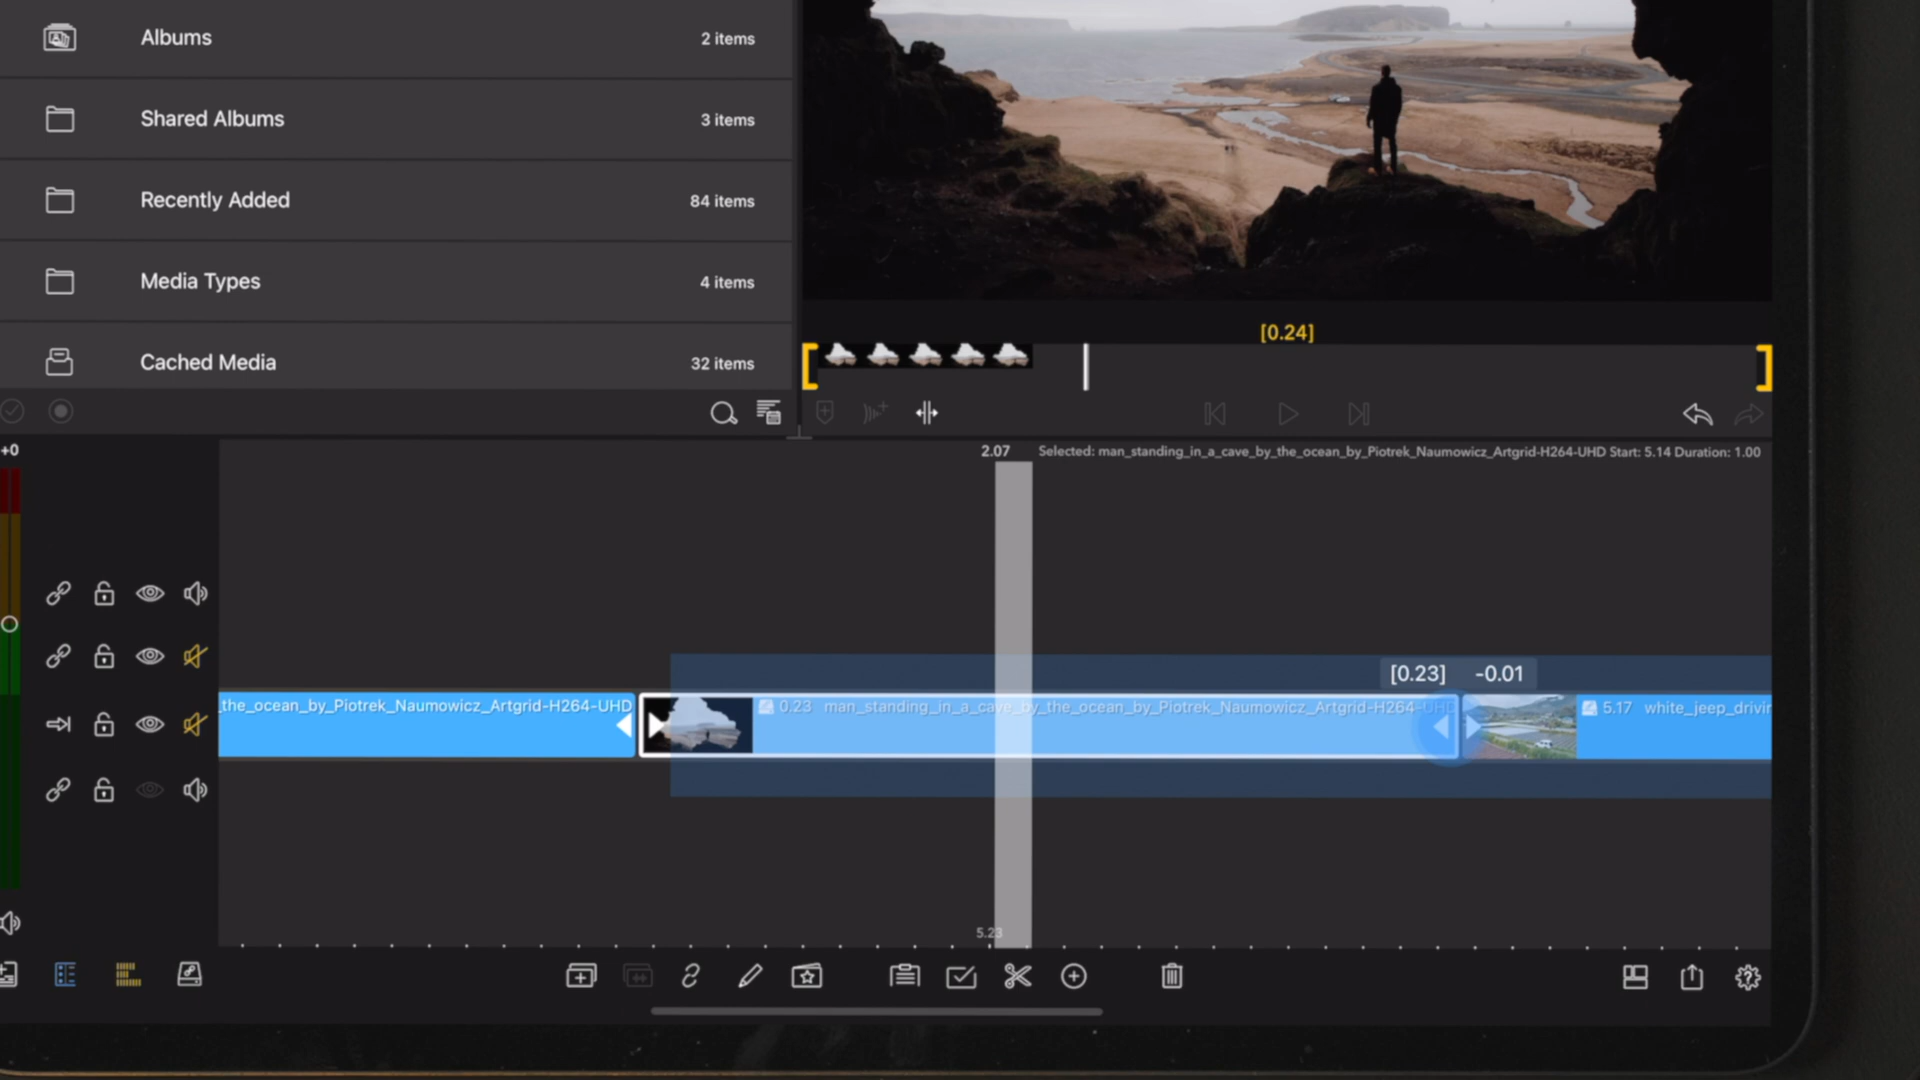 Albums 2 items
Shared Albums 3 items
Recently Added 84 items
Media Types 4 items
Cached Media 32 items
[0.24]
+0
2.07 Selected: man_standing_in_a_cave_by_the_ocean_by_Piotrek_Naumowicz_Artgrid-H264-UHD Start: 5.14 Duration: 1.00
[0.23] -0.01
_the_ocean_by_Piotrek_Naumowicz_Artgrid-H264-UHD
0.23 man_standing_in_a_cave_by_the_ocean_by_Piotrek_Naumowicz_Artgrid-H264-UHD
5.17 white_jeep_drivin
5.23